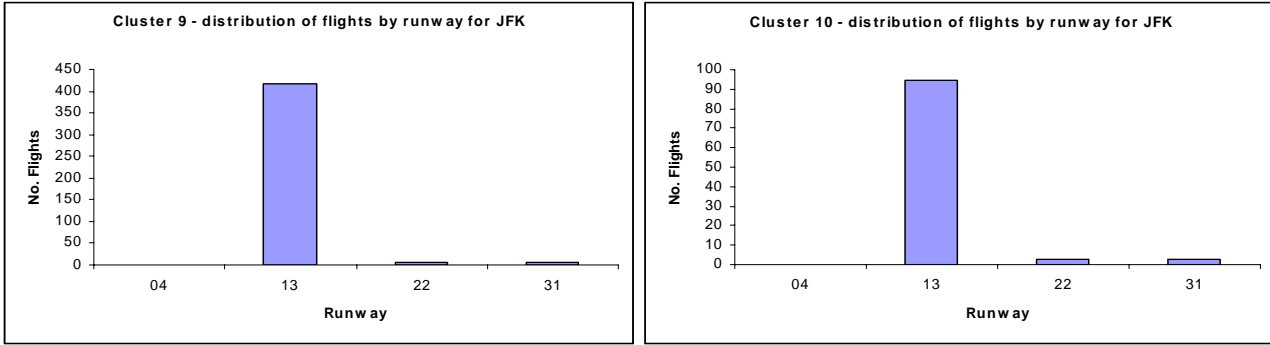 Cluster 9 - distribution of flights by runway for JFK
450
400
350
300
250
200
150
100
50
0
No. Flights
04 13 22 31
Runway
Cluster 10 - distribution of flights by runway for JFK
100
90
80
70
60
50
40
30
20
10
0
No. Flights
04 13 22 31
Runway